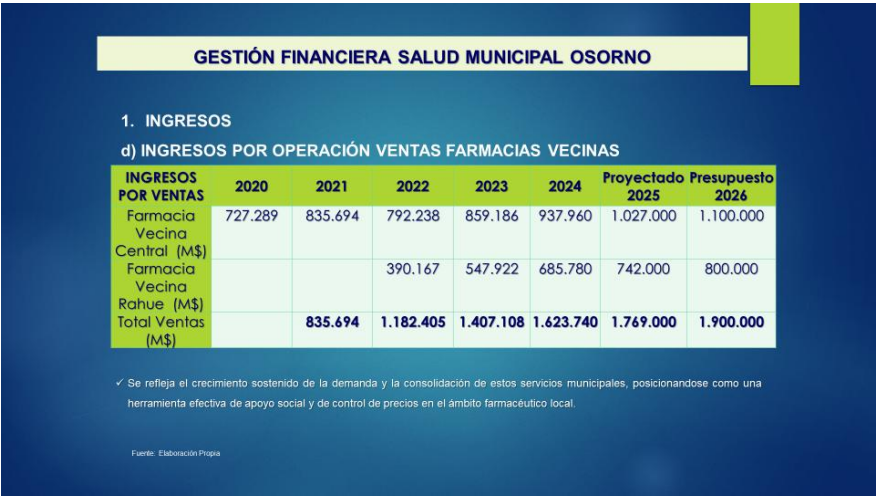 GESTIÓN FINANCIERA SALUD MUNICIPAL OSORNO
1. INGRESOS
d) INGRESOS POR OPERACIÓN VENTAS FARMACIAS VECINAS
INGRESOS POR VENTAS 2020 2021 2022 2023 2024 Proyectado 2025 Presupuesto 2026
Farmacia Vecina Central (M$) 727.289 835.694 792.238 859.186 937.960 1.027.000 1.100.000
Farmacia Vecina Rahue (M$) 390.167 547.922 685.780 742.000 800.000
Total Ventas (M$) 835.694 1.182.405 1.407.108 1.623.740 1.769.000 1.900.000
✓ Se refleja el crecimiento sostenido de la demanda y la consolidación de estos servicios municipales, posicionandose como una
herramienta efectiva de apoyo social y de control de precios en el ámbito farmacéutico local.
Fuente: Elaboración Propia